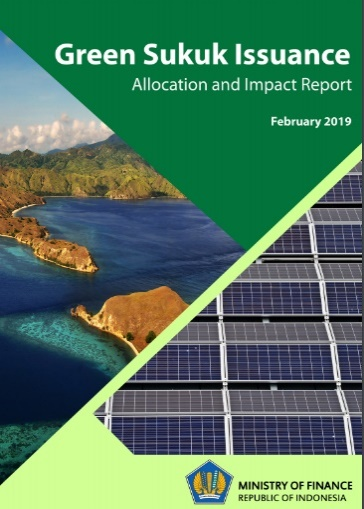 Green Sukuk Issuance
Allocation and Impact Report
February 2019
MINISTRY OF FINANCE
REPUBLIC OF INDONESIA